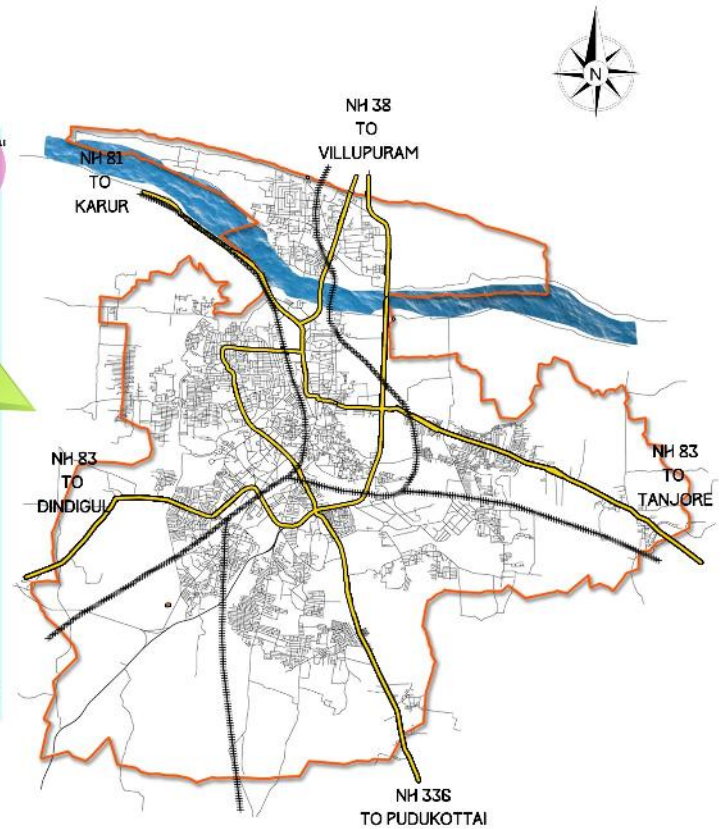 N
NH 38
TO
VILLUPURAM
NH 81
TO
KARUR
NH 83
TO
DINDIGUL
NH 83
TO
TANJORE
NH 336
TO PUDUKOTTAI